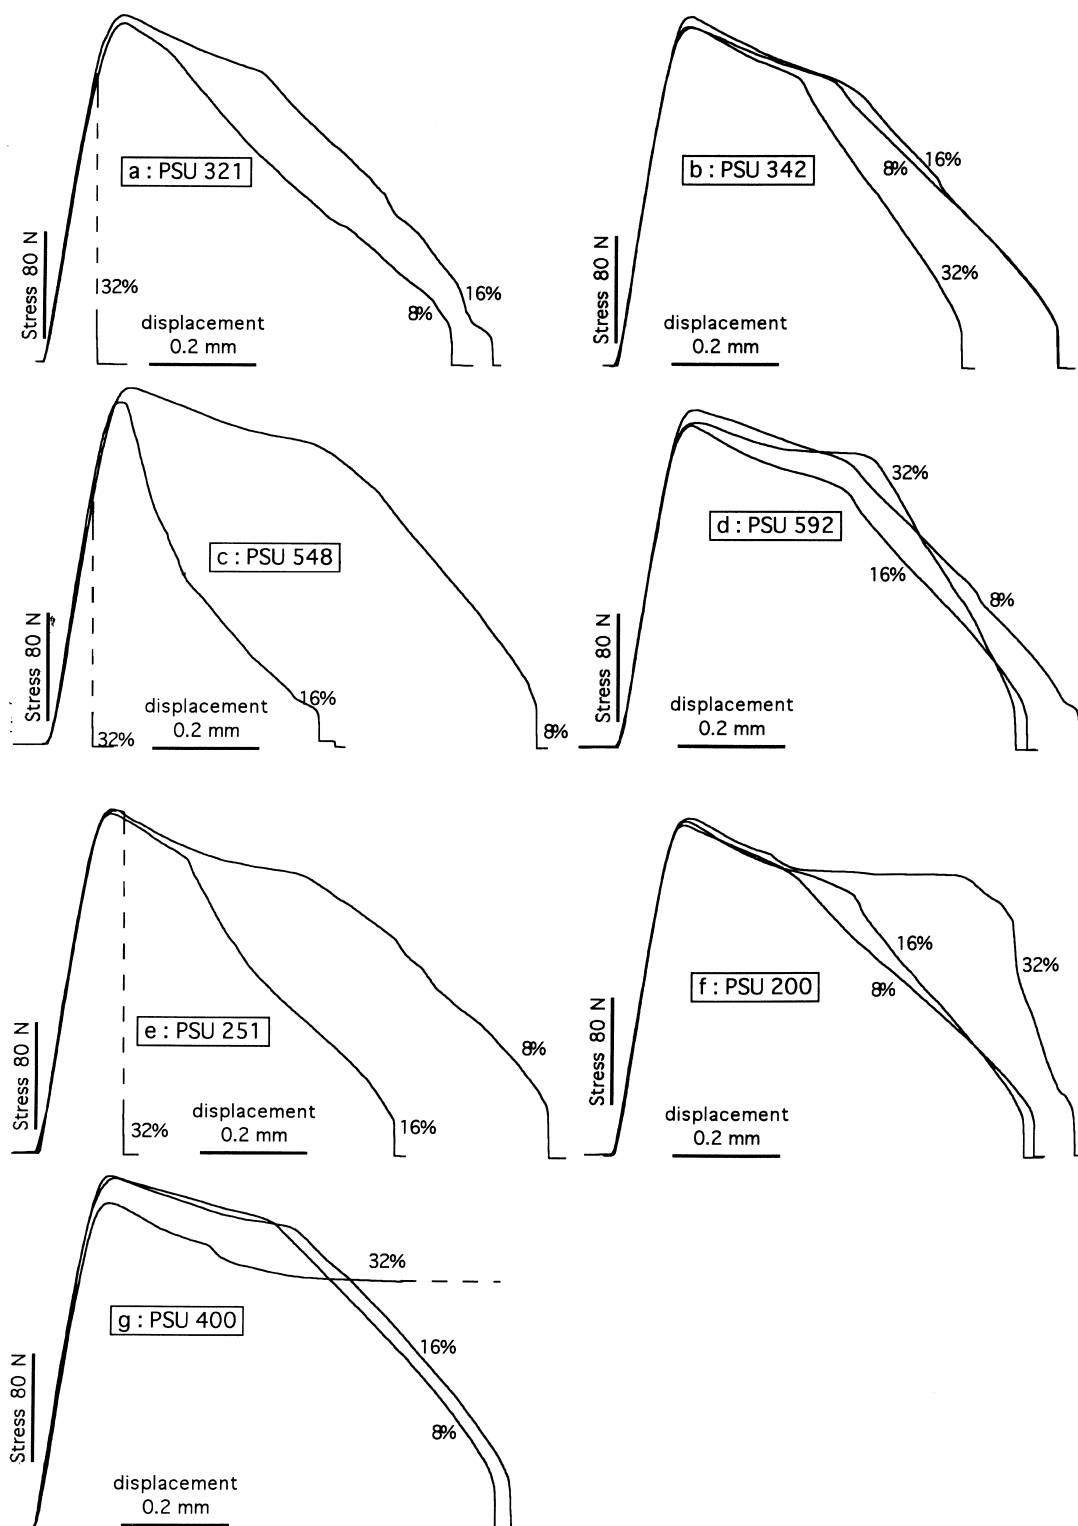 a : PSU 321
Stress 80 N
32%
8%
16%
displacement
0.2 mm
b : PSU 342
Stress 80 N
16%
8%
32%
displacement
0.2 mm
c : PSU 548
Stress 80 N
32%
16%
8%
displacement
0.2 mm
d : PSU 592
Stress 80 N
32%
16%
8%
displacement
0.2 mm
e : PSU 251
Stress 80 N
32%
16%
8%
displacement
0.2 mm
f : PSU 200
Stress 80 N
16%
8%
32%
displacement
0.2 mm
g : PSU 400
Stress 80 N
32%
16%
8%
displacement
0.2 mm